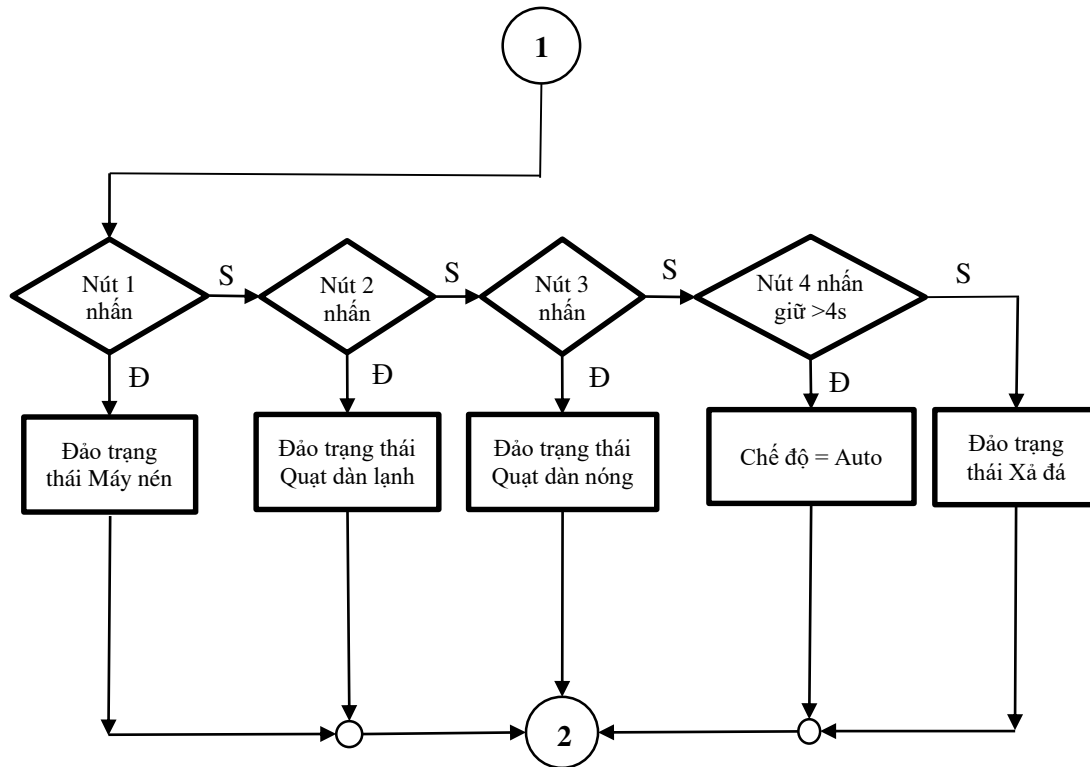 1
Nút 1
nhấn
S
Nút 2
nhấn
S
Nút 3
nhấn
S
Nút 4 nhấn
giữ >4s
S
Đ
Đ
Đ
Đ
Đảo trạng
thái Máy nén
Đảo trạng thái
Quạt dàn lạnh
Đảo trạng thái
Quạt dàn nóng
Chế độ = Auto
Đảo trạng
thái Xả đá
2